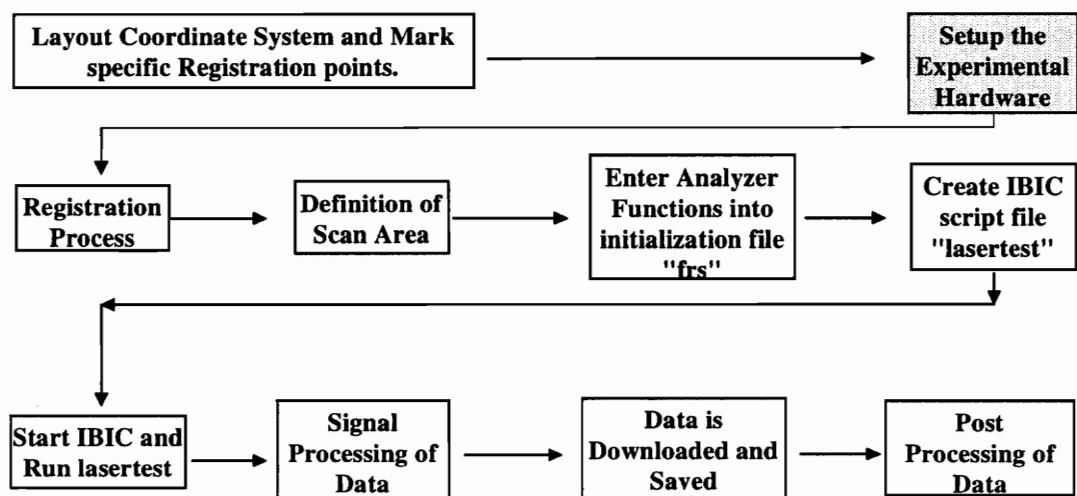 Layout Coordinate System and Mark
specific Registration points.
Setup the
Experimental
Hardware
Registration
Process
Definition of
Scan Area
Enter Analyzer
Functions into
initialization file
"frs"
Create IBIC
script file
"lasertest"
Start IBIC and
Run lasertest
Signal
Processing of
Data
Data is
Downloaded and
Saved
Post
Processing of
Data